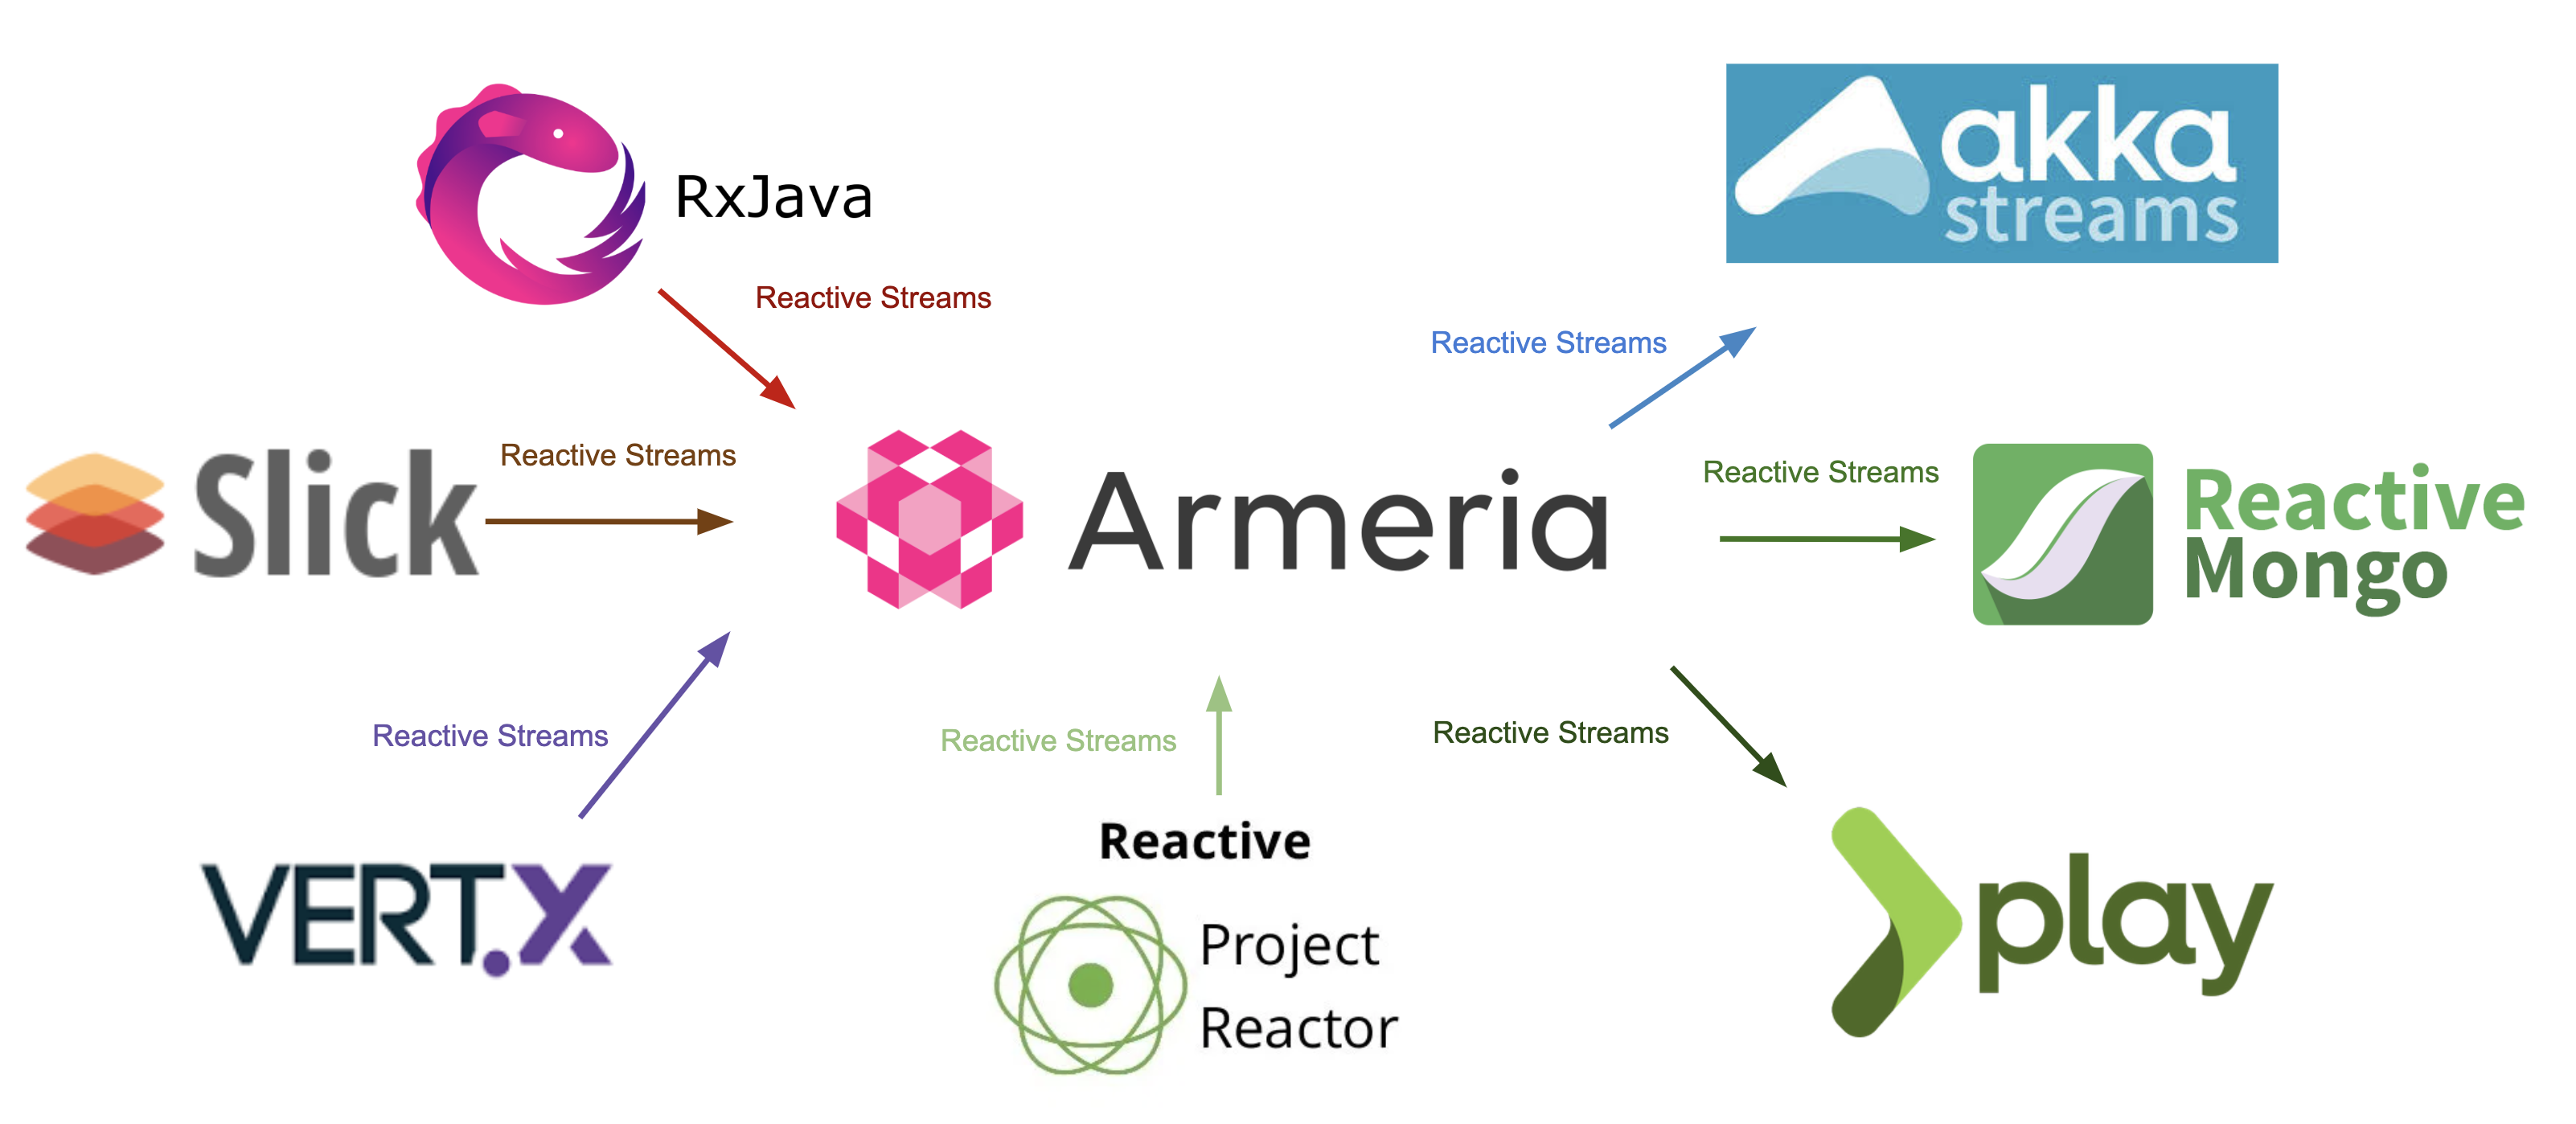 RxJava
akka
streams
Reactive Streams
Reactive Streams
Reactive Streams
Reactive Streams
Slick
Armeria
Reactive
Mongo
Reactive Streams
Reactive Streams
Reactive Streams
VERT.X
Reactive
Project
Reactor
play